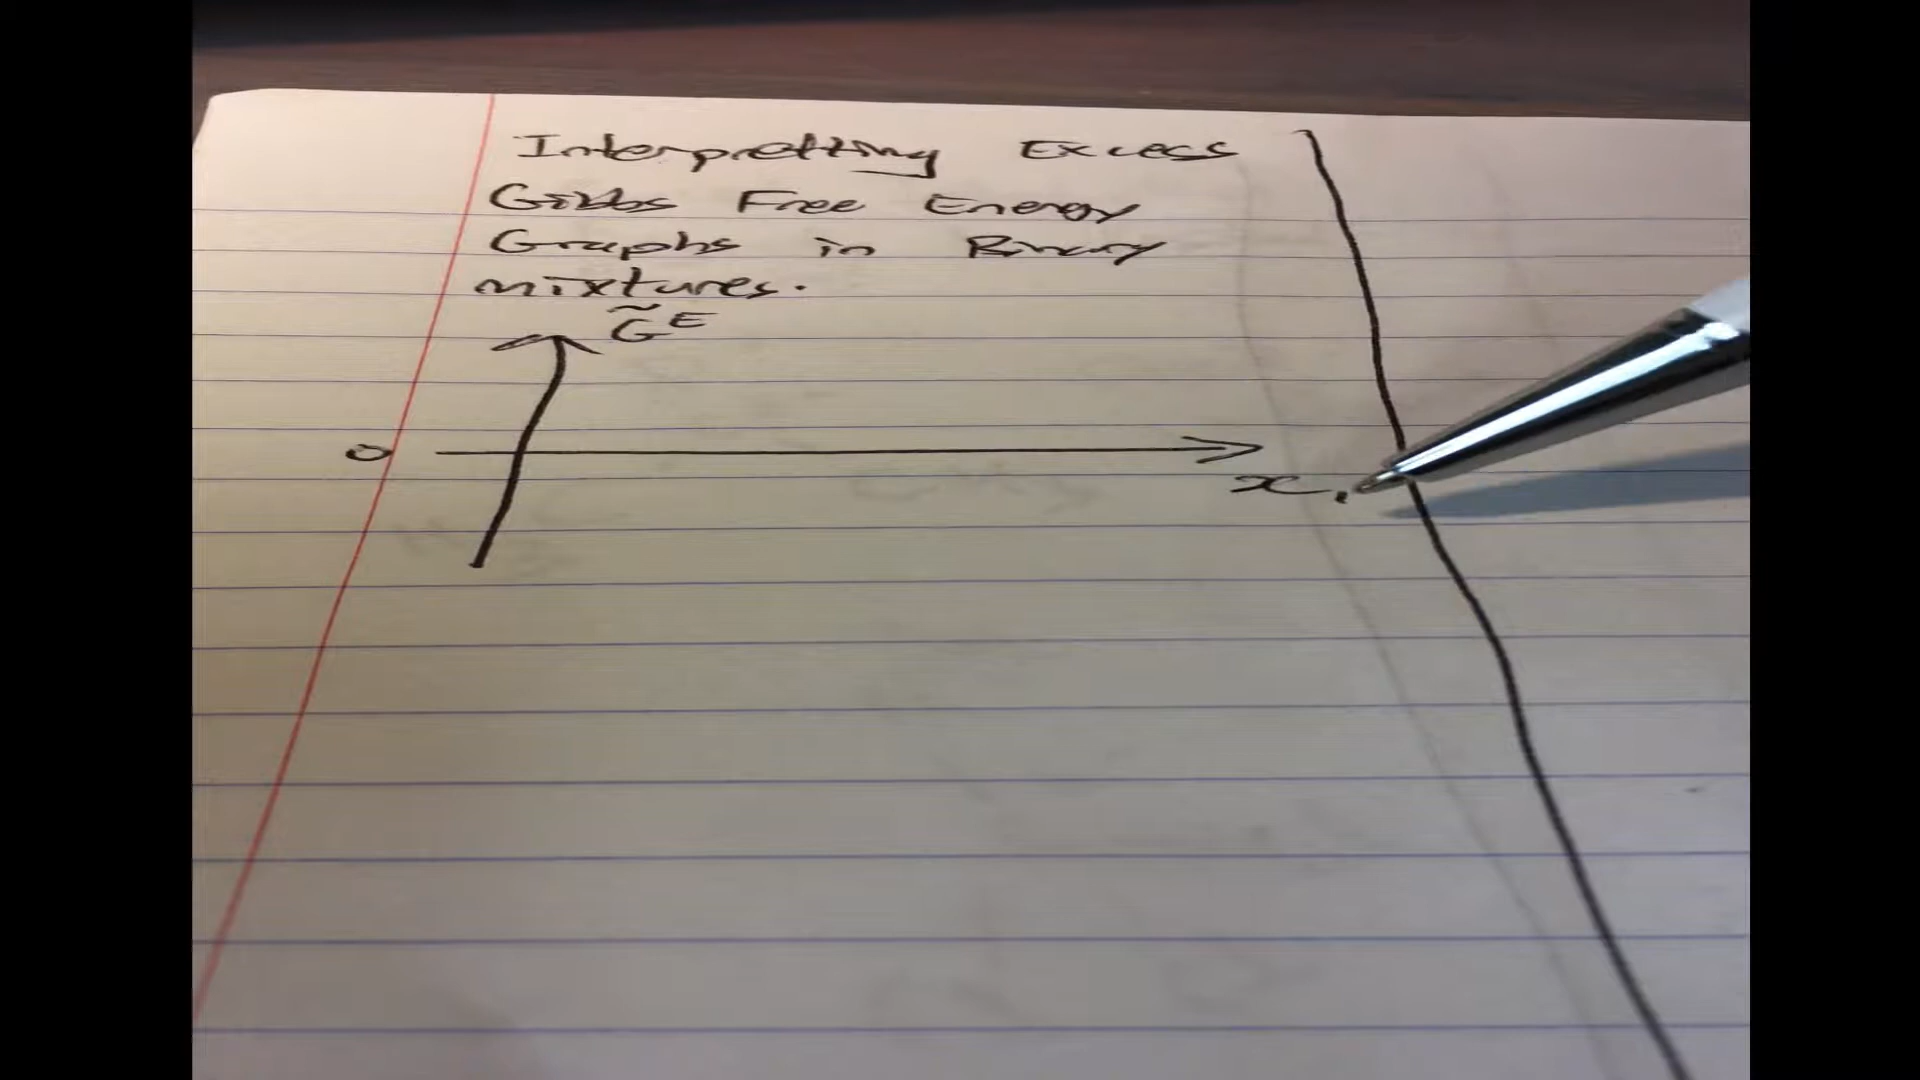 Interpretting Excess
Gibbs Free Energy
Graphs in Binary
mixtures.
G̃ᴱ
0
x₁